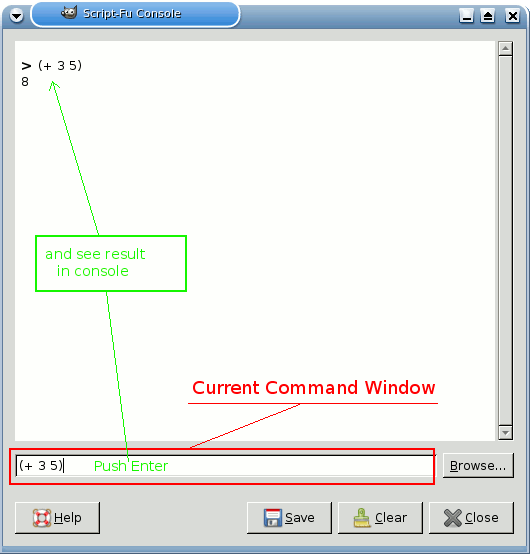 Script-Fu Console
> (+ 3 5)
8
and see result
in console
Current Command Window
(+ 3 5)
Push Enter
Browse...
Help
Save
Clear
Close